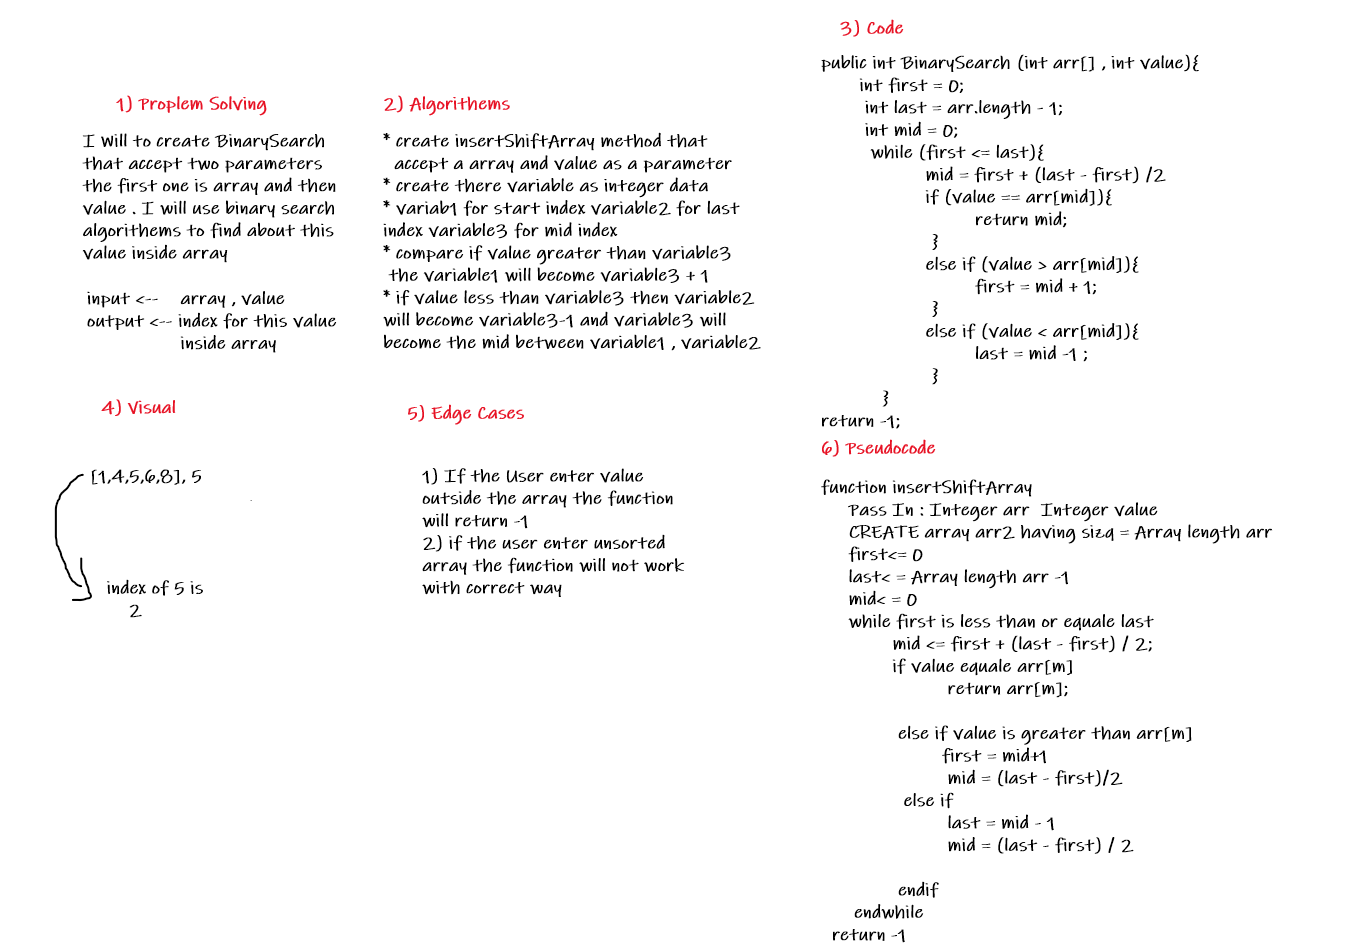 1) Proplem Solving
I will to create BinarySearch
that accept two parameters
the first one is array and then
value . I will use binary search
algorithems to find about this
value inside array
input <-- array , value
output <-- index for this value
inside array
2) Algorithems
* create insertShiftArray method that
accept a array and value as a parameter
* create there variable as integer data
* variab1 for start index variable2 for last
index variable3 for mid index
* compare if value greater than variable3
the variable1 will become variable3 + 1
* if value less than variable3 then variable2
will become variable3-1 and variable3 will
become the mid between variable1 , variable2
3) Code
public int BinarySearch (int arr[] , int value){
int first = 0;
int last = arr.length - 1;
int mid = 0;
while (first <= last){
mid = first + (last - first) /2
if (value == arr[mid]){
return mid;
}
else if (value > arr[mid]){
first = mid + 1;
}
else if (value < arr[mid]){
last = mid -1 ;
}
}
return -1;
4) Visual
[1,4,5,6,8], 5
index of 5 is
2
5) Edge Cases
1) If the User enter value
outside the array the function
will return -1
2) if the user enter unsorted
array the function will not work
with correct way
6) Pseudocode
function insertShiftArray
Pass In : Integer arr Integer value
CREATE array arr2 having sizq = Array length arr
first<= 0
last< = Array length arr -1
mid< = 0
while first is less than or equale last
mid <= first + (last - first) / 2;
if value equale arr[m]
return arr[m];
else if value is greater than arr[m]
first = mid+1
mid = (last - first)/2
else if
last = mid - 1
mid = (last - first) / 2
endif
endwhile
return -1